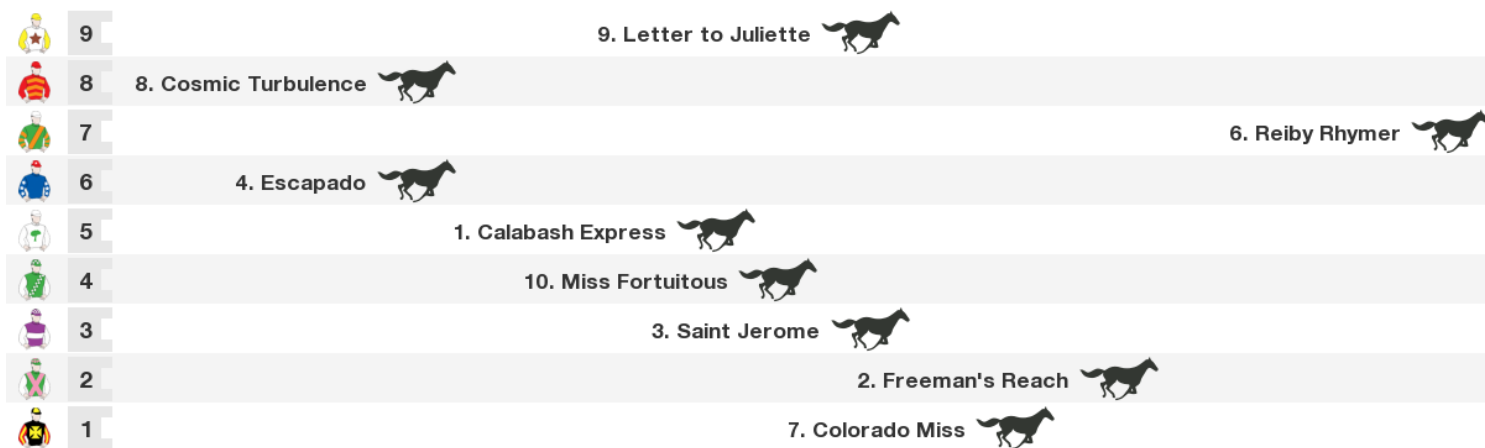 9 9. Letter to Juliette
8 8. Cosmic Turbulence
7 6. Reiby Rhymer
6 4. Escapado
5 1. Calabash Express
4 10. Miss Fortuitous
3 3. Saint Jerome
2 2. Freeman's Reach
1 7. Colorado Miss